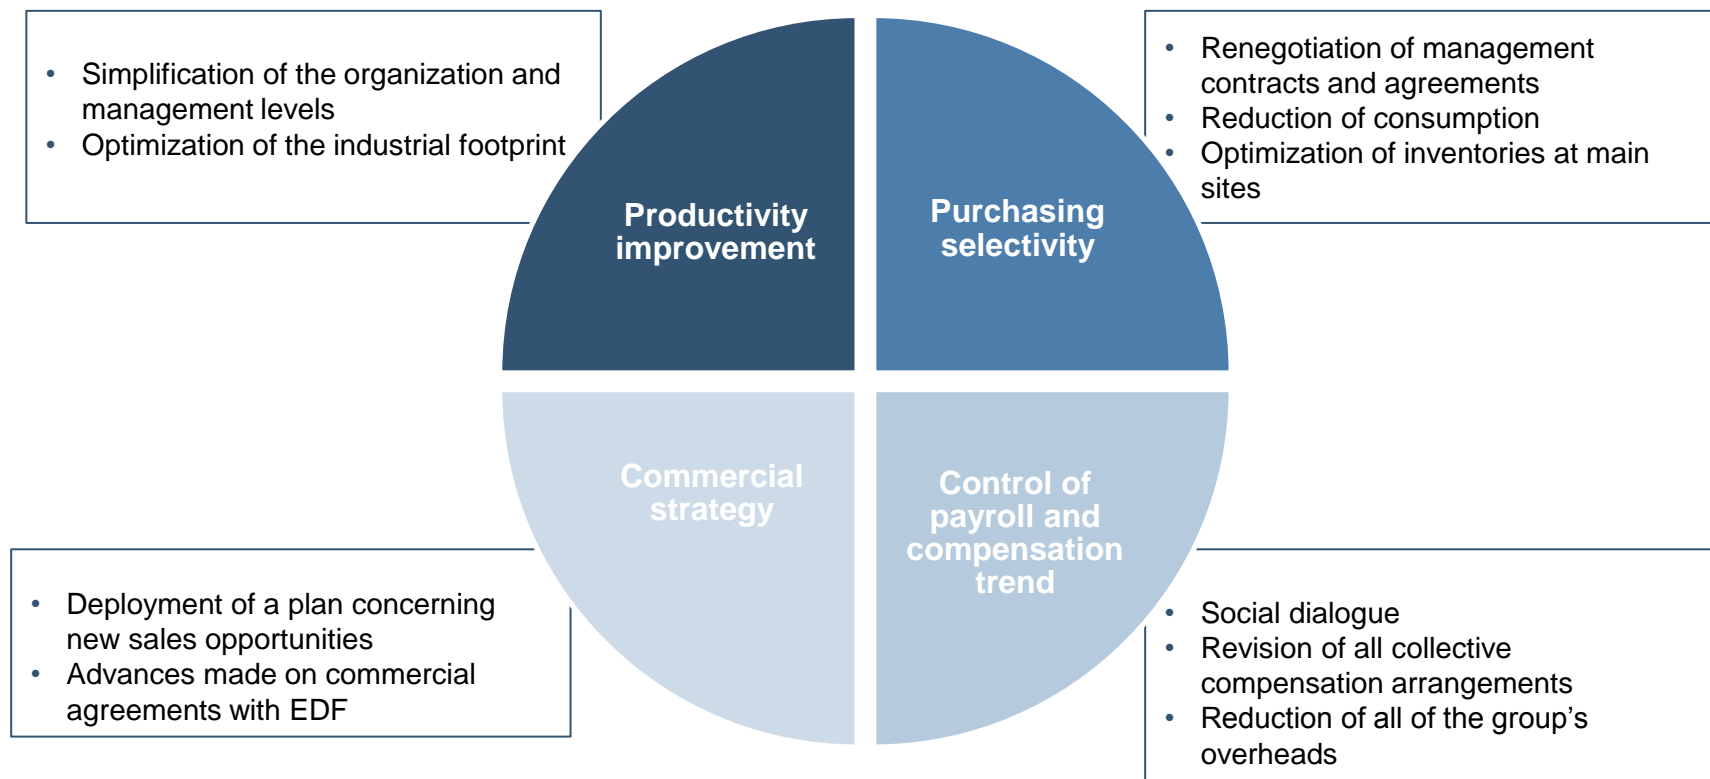 • Simplification of the organization and
management levels
• Optimization of the industrial footprint
Productivity
improvement
• Renegotiation of management
contracts and agreements
• Reduction of consumption
• Optimization of inventories at main
sites
Purchasing
selectivity
Commercial
strategy
• Deployment of a plan concerning
new sales opportunities
• Advances made on commercial
agreements with EDF
Control of
payroll and
compensation
trend
• Social dialogue
• Revision of all collective
compensation arrangements
• Reduction of all of the group’s
overheads